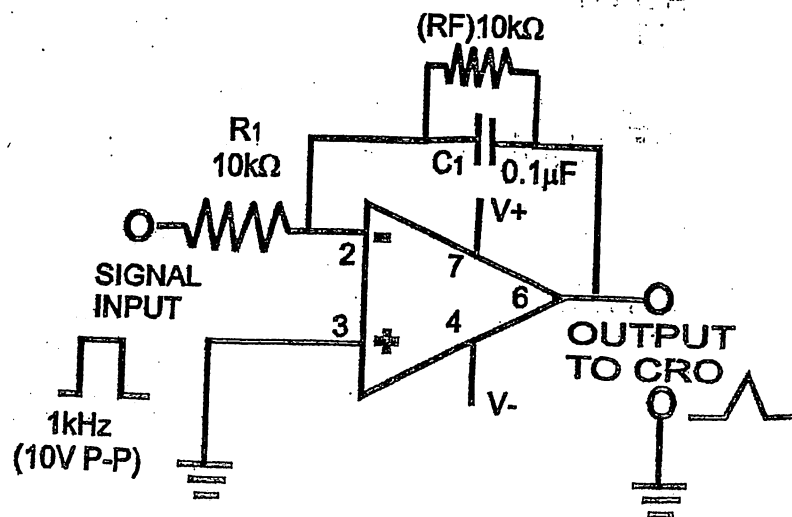 (RF)10kΩ
R1
10kΩ
C1
0.1μF
V+
2
-
7
SIGNAL
INPUT
6
3
+
4
OUTPUT
TO CRO
V-
1kHz
(10V P-P)